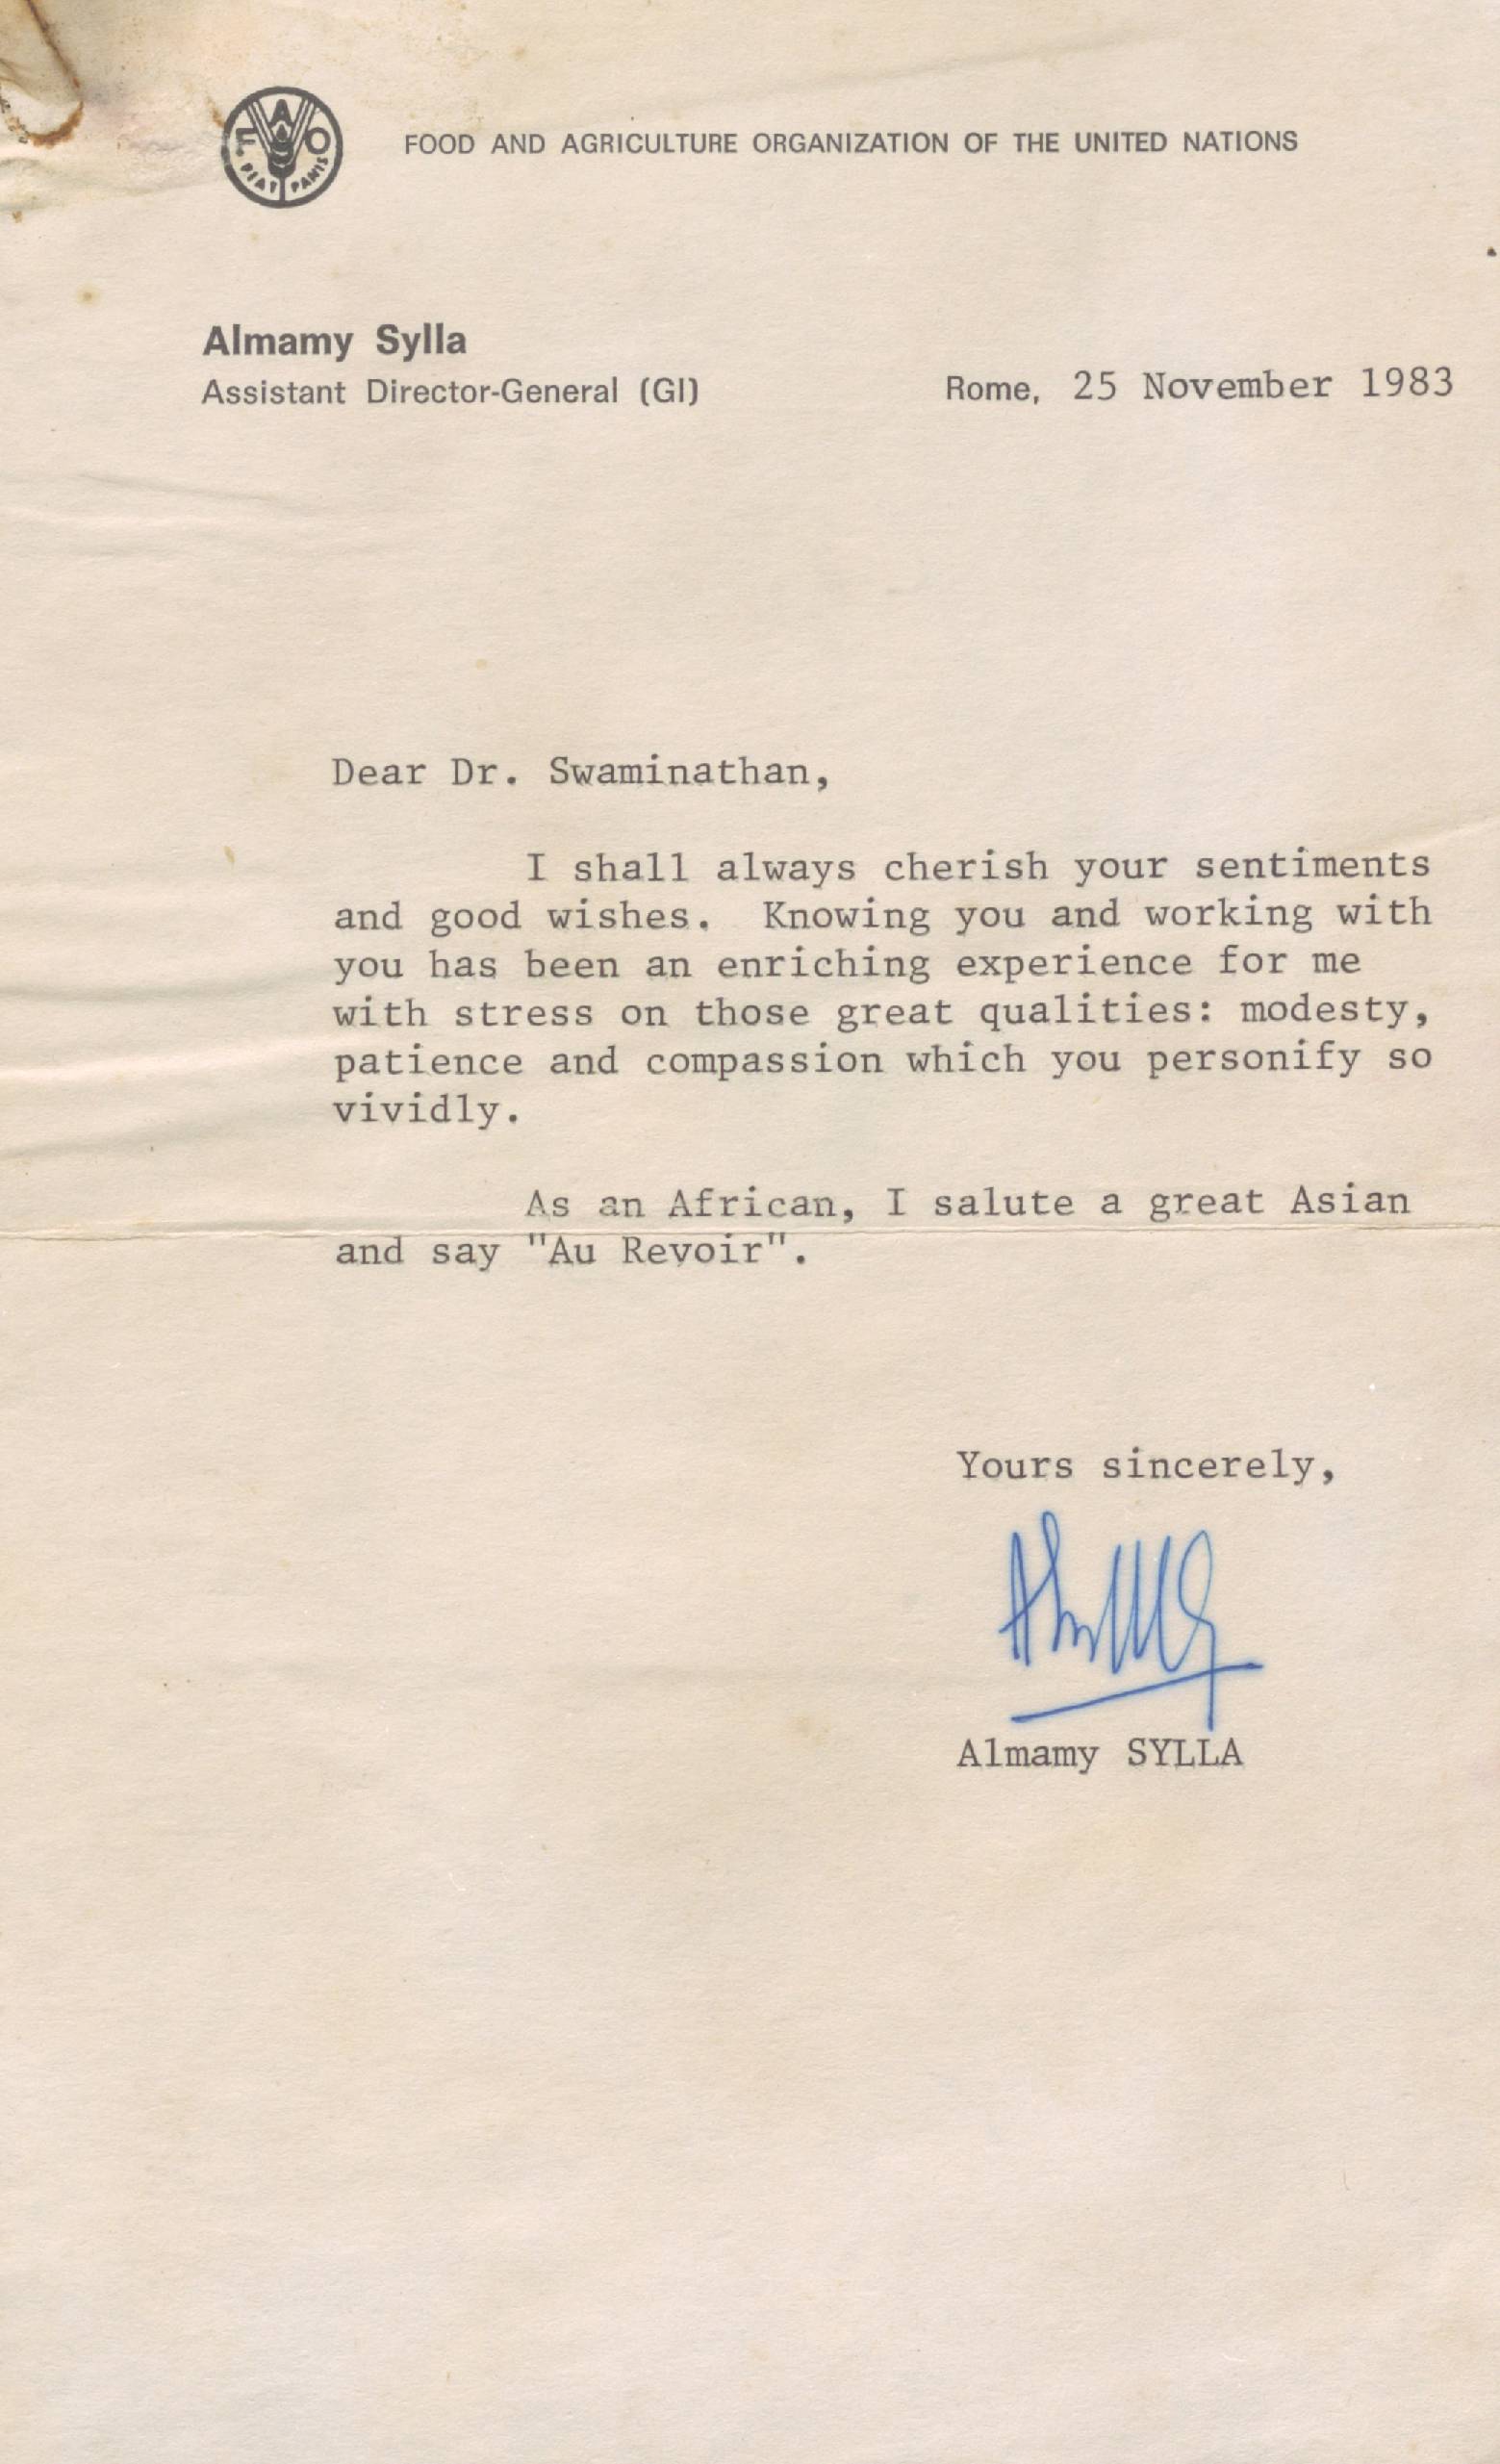 FAO
FIAT PANIS
FOOD AND AGRICULTURE ORGANIZATION OF THE UNITED NATIONS
Almamy Sylla
Assistant Director-General (GI)
Rome, 25 November 1983
Dear Dr. Swaminathan,
I shall always cherish your sentiments
and good wishes. Knowing you and working with
you has been an enriching experience for me
with stress on those great qualities: modesty,
patience and compassion which you personify so
vividly.
As an African, I salute a great Asian
and say "Au Revoir".
Yours sincerely,
Almamy SYLLA